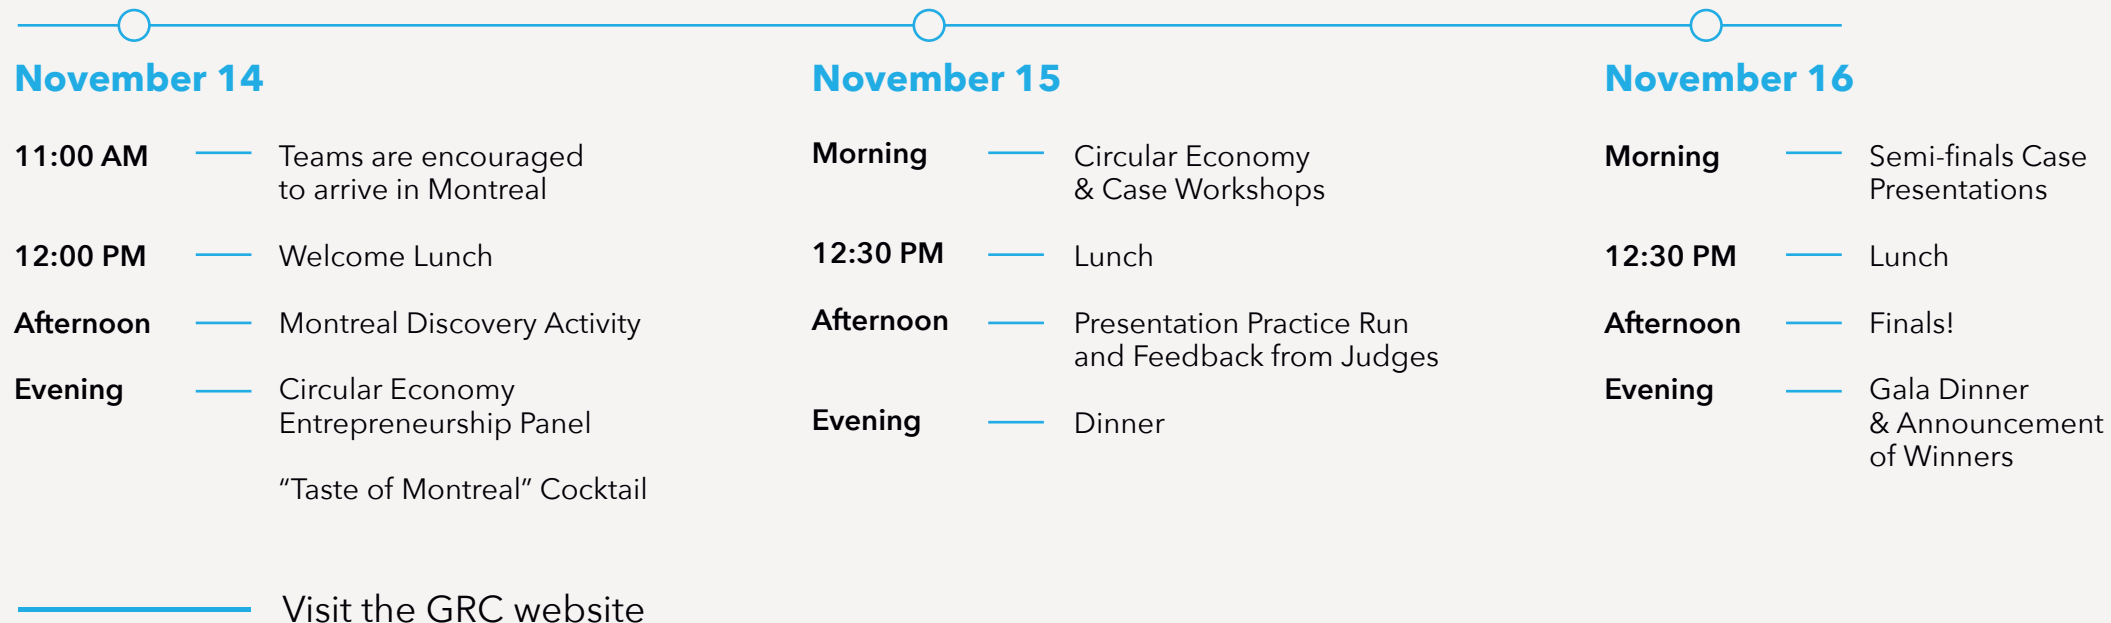 November 14
11:00 AM
Teams are encouraged
to arrive in Montreal
12:00 PM
Welcome Lunch
Afternoon
Montreal Discovery Activity
Evening
Circular Economy
Entrepreneurship Panel
“Taste of Montreal” Cocktail
November 15
Morning
Circular Economy
& Case Workshops
12:30 PM
Lunch
Afternoon
Presentation Practice Run
and Feedback from Judges
Evening
Dinner
November 16
Morning
Semi-finals Case
Presentations
12:30 PM
Lunch
Afternoon
Finals!
Evening
Gala Dinner
& Announcement
of Winners
Visit the GRC website